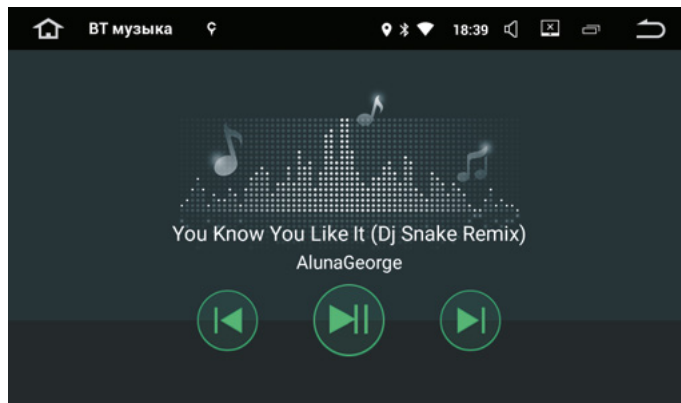 ВТ музыка
18:39
You Know You Like It (Dj Snake Remix)
AlunaGeorge